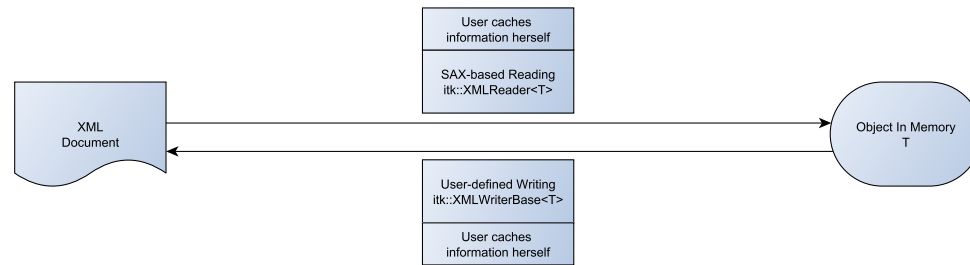 User caches
information herself
SAX-based Reading
itk::XMLReader<T>
XML
Document
Object In Memory
T
User-defined Writing
itk::XMLWriterBase<T>
User caches
information herself